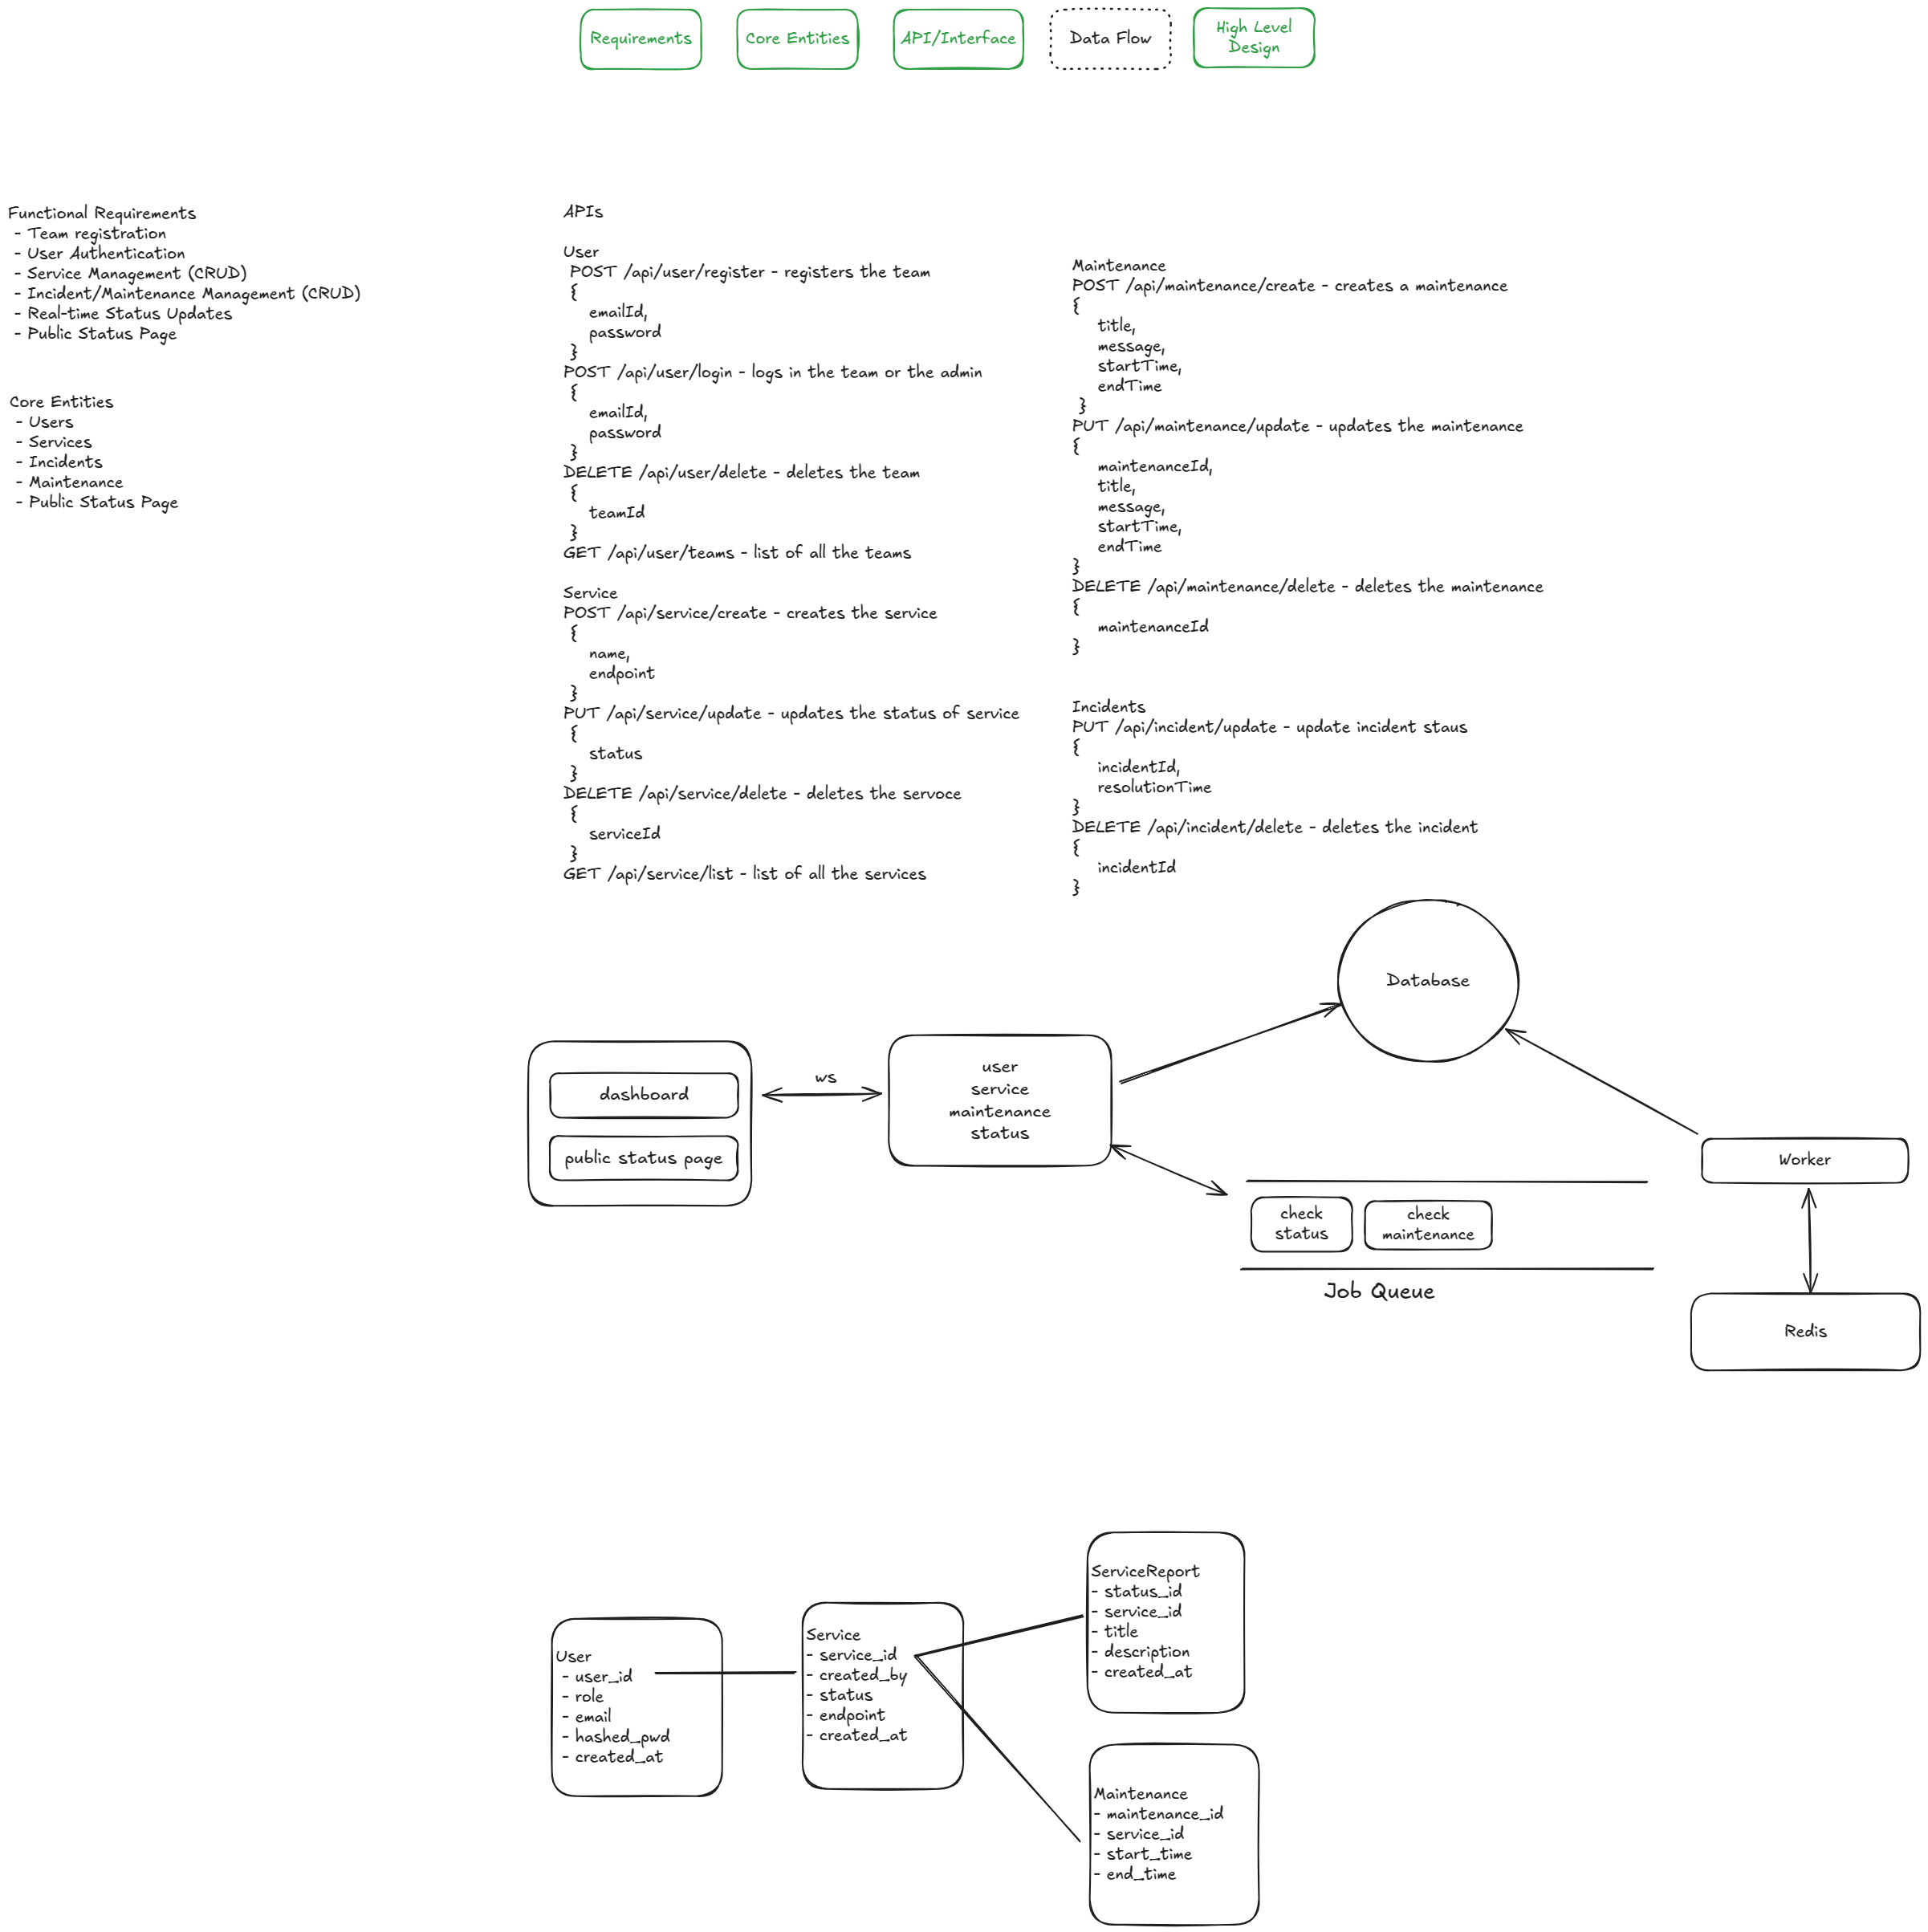 Requirements
Core Entities
API/Interface
Data Flow
High Level
Design
Functional Requirements
- Team registration
- User Authentication
- Service Management (CRUD)
- Incident/Maintenance Management (CRUD)
- Real-time Status Updates
- Public Status Page
Core Entities
- Users
- Services
- Incidents
- Maintenance
- Public Status Page
APIs
User
POST /api/user/register - registers the team
{
emailId,
password
}
POST /api/user/login - logs in the team or the admin
{
emailId,
password
}
DELETE /api/user/delete - deletes the team
{
teamId
}
GET /api/user/teams - list of all the teams
Service
POST /api/service/create - creates the service
{
name,
endpoint
}
PUT /api/service/update - updates the status of service
{
status
}
DELETE /api/service/delete - deletes the servoce
{
serviceId
}
GET /api/service/list - list of all the services
Maintenance
POST /api/maintenance/create - creates a maintenance
{
title,
message,
startTime,
endTime
}
PUT /api/maintenance/update - updates the maintenance
{
maintenanceId,
title,
message,
startTime,
endTime
}
DELETE /api/maintenance/delete - deletes the maintenance
{
maintenanceId
}
Incidents
PUT /api/incident/update - update incident staus
{
incidentId,
resolutionTime
}
DELETE /api/incident/delete - deletes the incident
{
incidentId
}
Database
dashboard
public status page
ws
user
service
maintenance
status
Worker
check
status
check
maintenance
Job Queue
Redis
User
- user_id
- role
- email
- hashed_pwd
- created_at
Service
- service_id
- created_by
- status
- endpoint
- created_at
ServiceReport
- status_id
- service_id
- title
- description
- created_at
Maintenance
- maintenance_id
- service_id
- start_time
- end_time